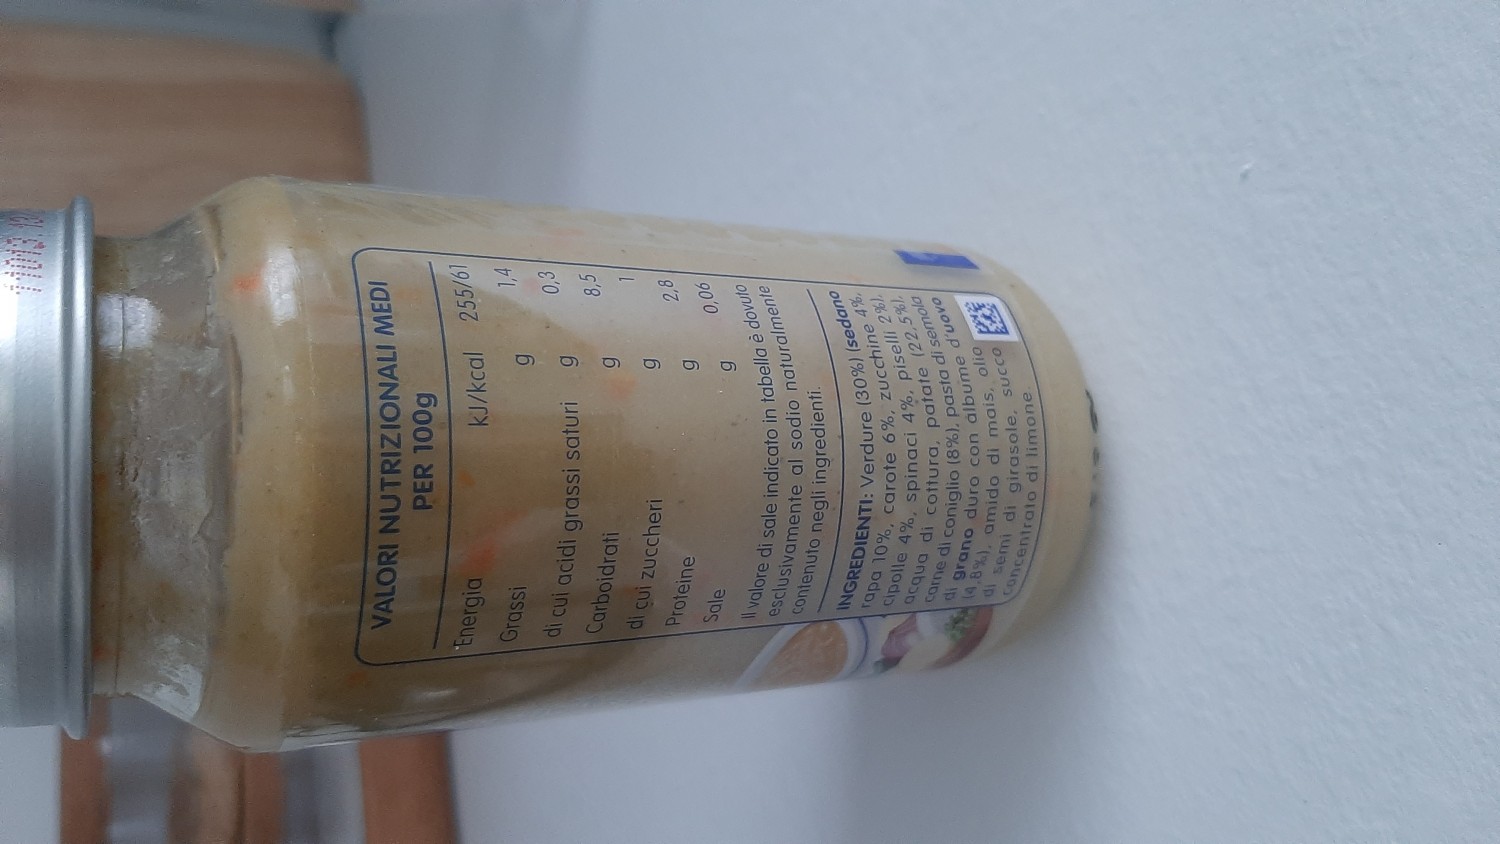 VALORI NUTRIZIONALI MEDI
PER 100g
Energia kJ/kcal 255/61
Grassi g 1,4
di cui acidi grassi saturi g 0,3
Carboidrati g 8,5
di cui zuccheri g 1
Proteine g 2,8
Sale g 0,06
Il valore di sale indicato in tabella è dovuto
esclusivamente al sodio naturalmente
contenuto negli ingredienti.
INGREDIENTI: Verdure (30%) (sedano
rapa 10%, carote 6%, zucchine 4%,
cipolle 4%, spinaci 4%, piselli 2%),
acqua di cottura, patate (22,5%),
carne di coniglio (8%), pasta di semola
di grano duro con albume d'uovo
(4,8%), amido di mais, olio
di semi di girasole, succo
concentrato di limone.